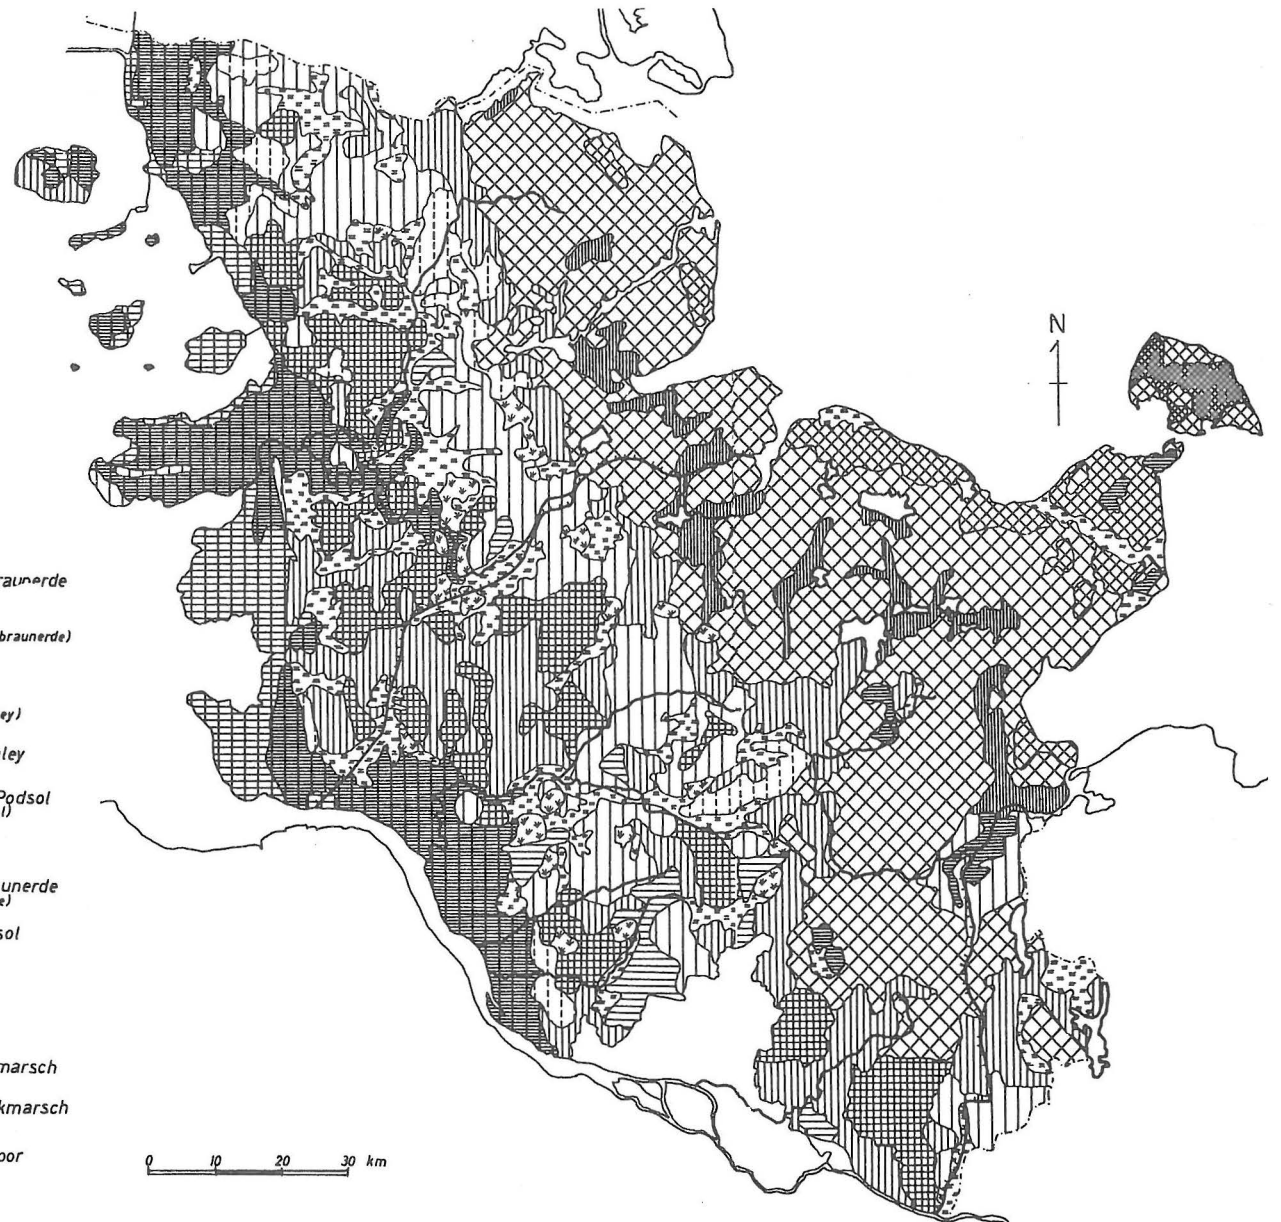 N
raunerde
braunerde)
ey)
ley
Podsol
l)
unerde
e)
sol
marsch
kmarsch
oor
0 10 20 30 km